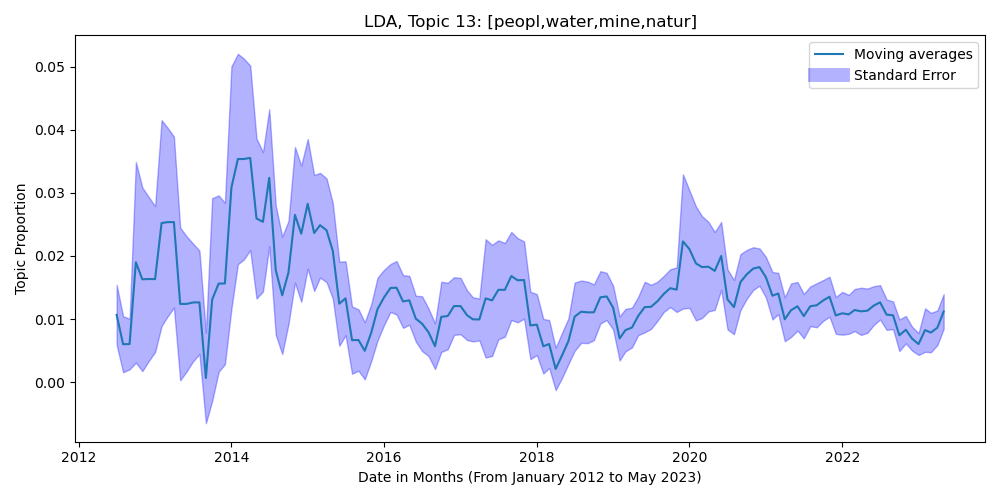 LDA, Topic 13: [peopl,water,mine,natur]
Moving averages
Standard Error
Topic Proportion
0.05
0.04
0.03
0.02
0.01
0.00
2012 2014 2016 2018 2020 2022
Date in Months (From January 2012 to May 2023)